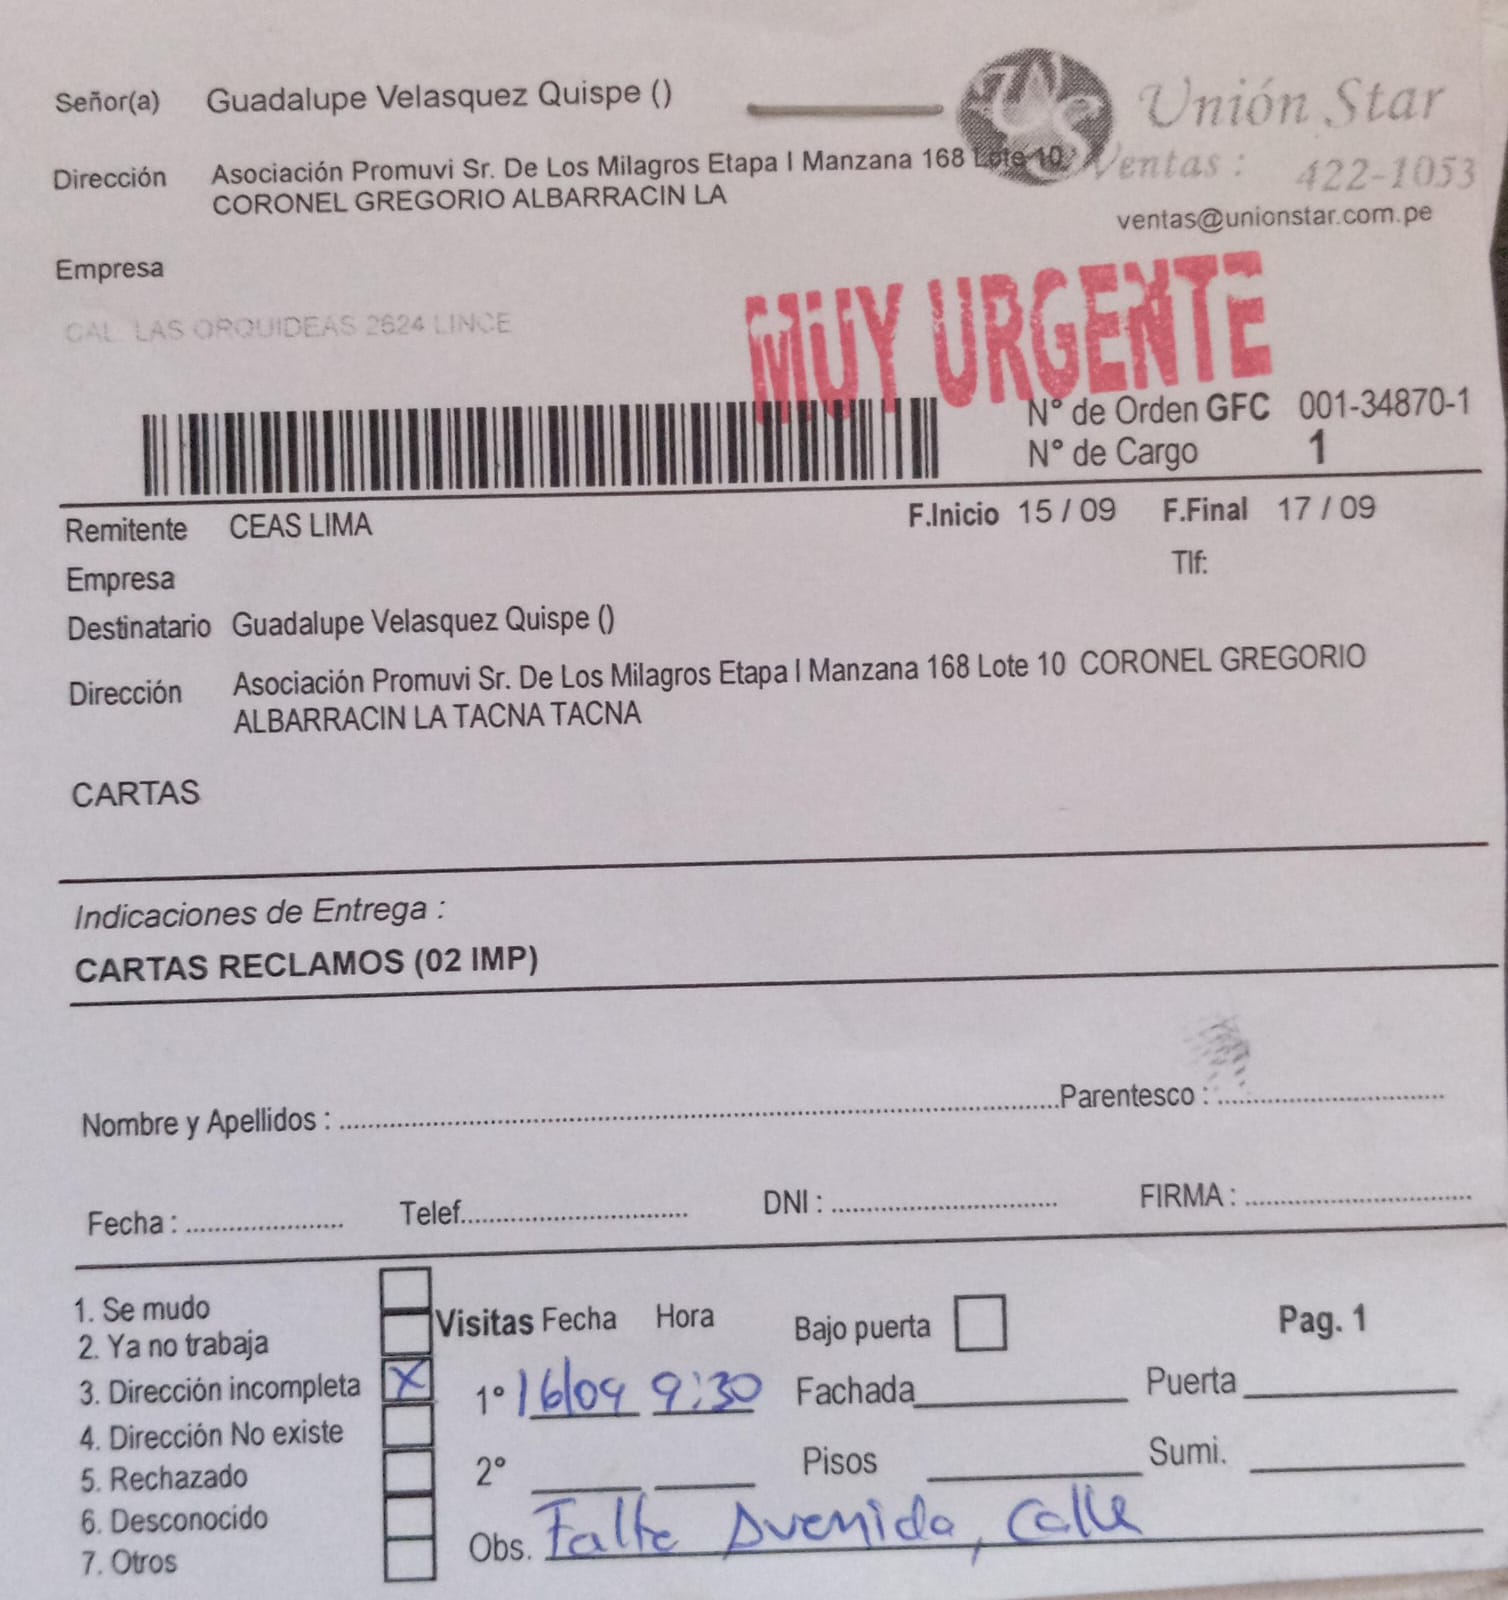 Señor(a) Guadalupe Velasquez Quispe ()
Unión Star
Dirección Asociación Promuvi Sr. De Los Milagros Etapa I Manzana 168 Lote 10
CORONEL GREGORIO ALBARRACIN LA
Ventas : 422-1053
ventas@unionstar.com.pe
Empresa
CAL LAS ORQUIDEAS 2624 LINCE
MUY URGENTE
N° de Orden GFC 001-34870-1
N° de Cargo 1
Remitente CEAS LIMA
F.Inicio 15 / 09 F.Final 17 / 09
Empresa
Tlf:
Destinatario Guadalupe Velasquez Quispe ()
Dirección Asociación Promuvi Sr. De Los Milagros Etapa I Manzana 168 Lote 10 CORONEL GREGORIO
ALBARRACIN LA TACNA TACNA
CARTAS
Indicaciones de Entrega :
CARTAS RECLAMOS (02 IMP)
Nombre y Apellidos : Parentesco :
Fecha : Telef. DNI : FIRMA :
1. Se mudo
2. Ya no trabaja
3. Dirección incompleta X
4. Dirección No existe
5. Rechazado
6. Desconocido
7. Otros
Visitas Fecha Hora Bajo puerta Pag. 1
1° 16/09 9:30 Fachada Puerta
2° Pisos Sumi.
Obs. Falta Avenida, Calle